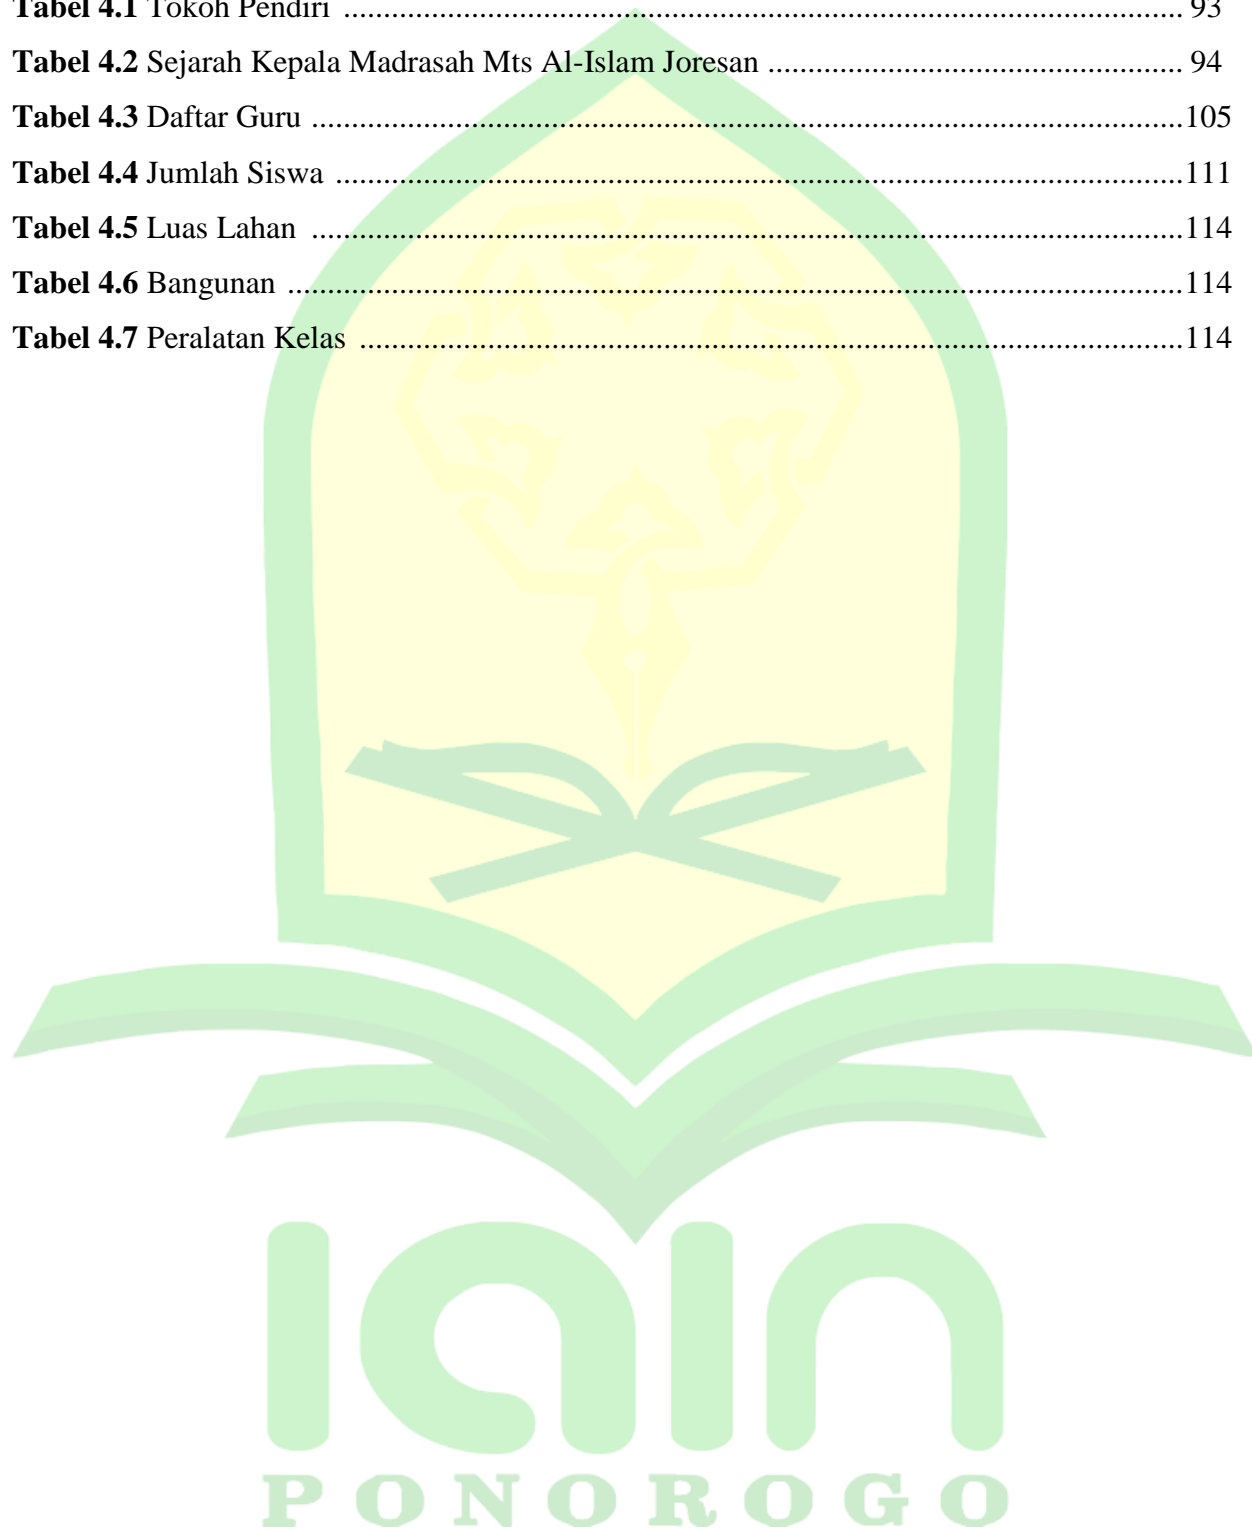 Tabel 4.1 Tokoh Pendiri ........................................................................................................ 93
Tabel 4.2 Sejarah Kepala Madrasah Mts Al-Islam Joresan .................................................... 94
Tabel 4.3 Daftar Guru ............................................................................................................105
Tabel 4.4 Jumlah Siswa .........................................................................................................111
Tabel 4.5 Luas Lahan ............................................................................................................114
Tabel 4.6 Bangunan ...............................................................................................................114
Tabel 4.7 Peralatan Kelas ......................................................................................................114
iain
PONOROGO